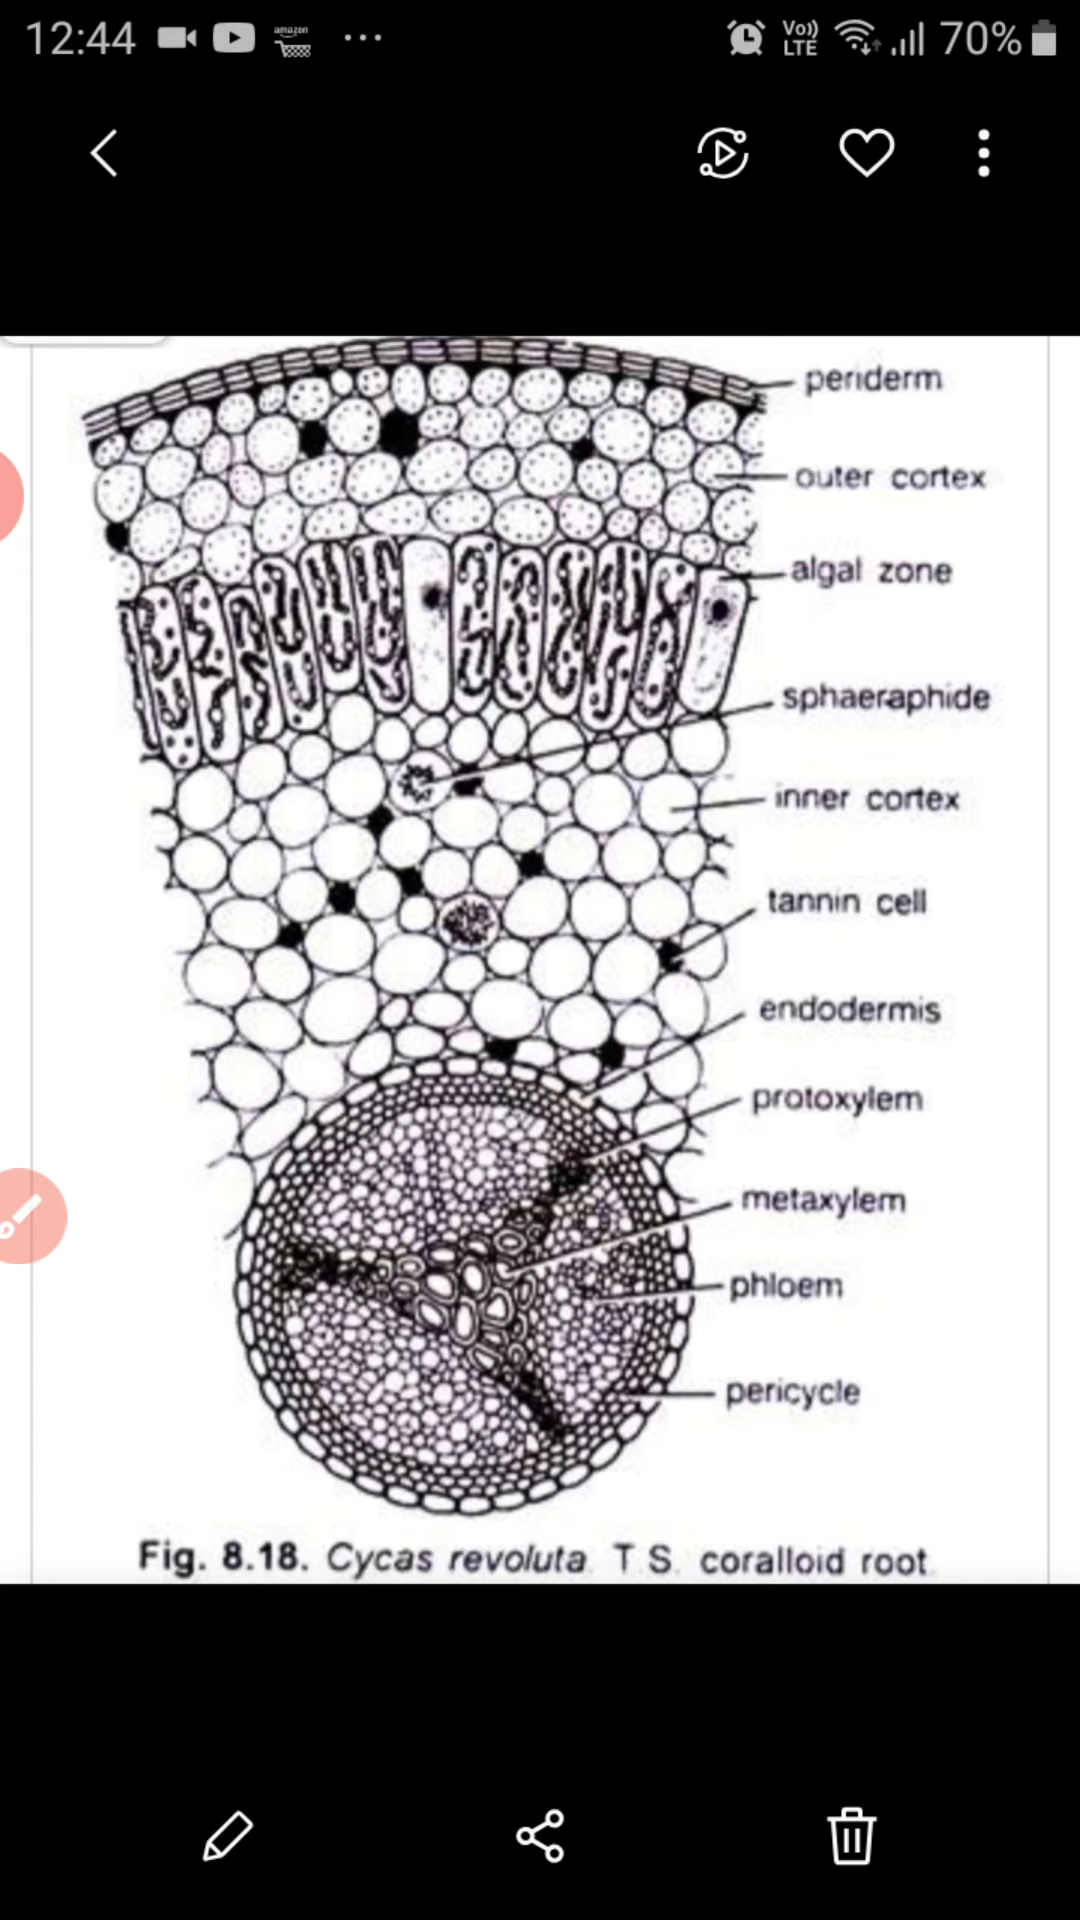 12:44 amazon ... Vo)) LTE 70%
periderm
outer cortex
algal zone
sphaeraphide
inner cortex
tannin cell
endodermis
protoxylem
metaxylem
phloem
pericycle
Fig. 8.18. Cycas revoluta. T.S. coralloid root.